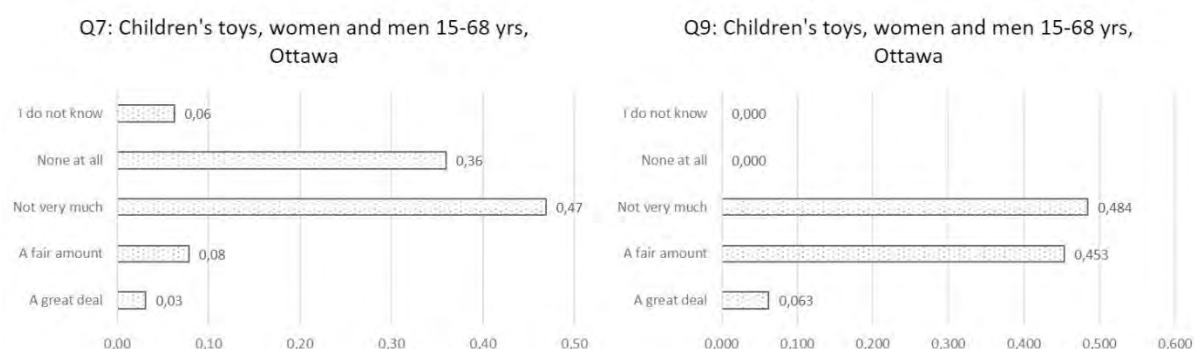 Q7: Children's toys, women and men 15-68 yrs,
Ottawa
I do not know
0,06
None at all
0,36
Not very much
0,47
A fair amount
0,08
A great deal
0,03
0,00 0,10 0,20 0,30 0,40 0,50
Q9: Children's toys, women and men 15-68 yrs,
Ottawa
I do not know
0,000
None at all
0,000
Not very much
0,484
A fair amount
0,453
A great deal
0,063
0,000 0,100 0,200 0,300 0,400 0,500 0,600